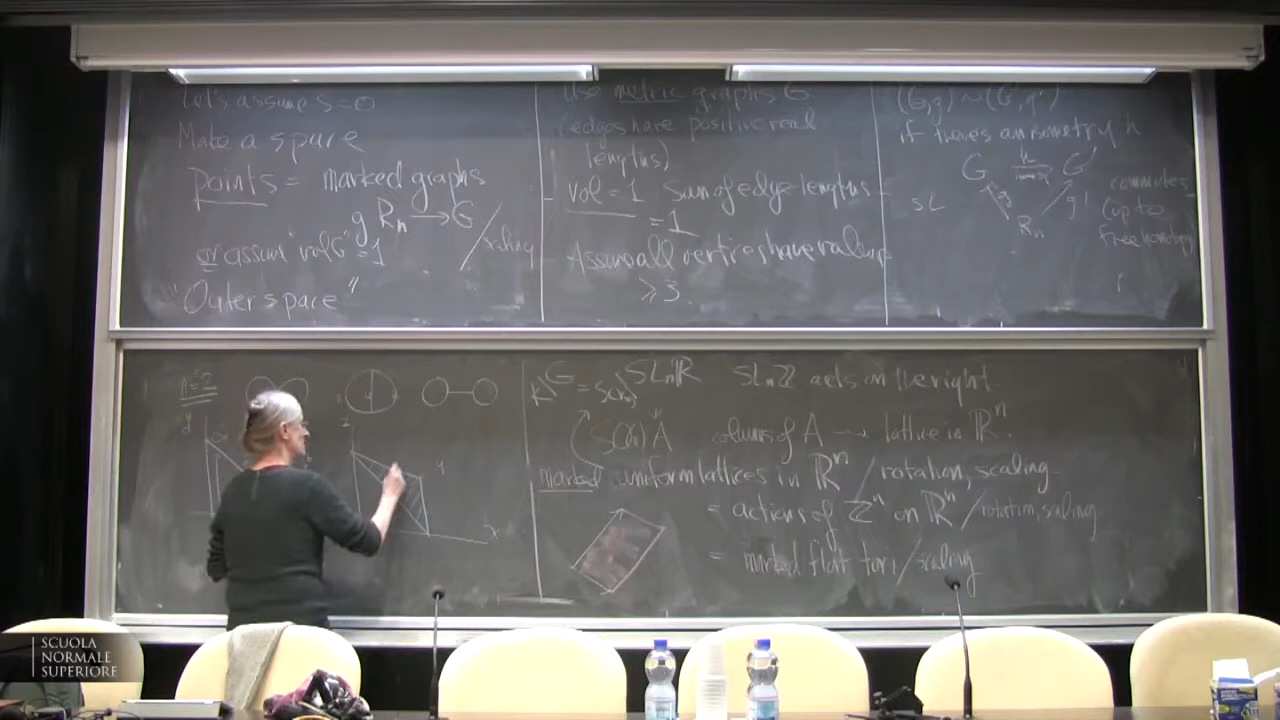 Let's assume s=0
Make a space
points = marked graphs
g Rn → G / scaling
or assume "vol G" = 1
"Outer space"
Use metric graphs G.
(edges have positive real
lengths)
vol = 1 Sum of edge lengths
= 1
Assume all vertices have valence
≥ 3.
(G, g) ~ (G', g')
if there's an isometry h
G h G'
g Rn g'
commutes
(up to
free homotopy
SL
n=2
y
z
y
x
SLnR SLnZ acts on the right
SO(n) A columns of A → lattice in Rⁿ.
marked uniform lattices in Rⁿ / rotation, scaling
= actions of Zⁿ on Rⁿ / rotation, scaling
= marked flat tori / scaling
SCUOLA
NORMALE
SUPERIORE